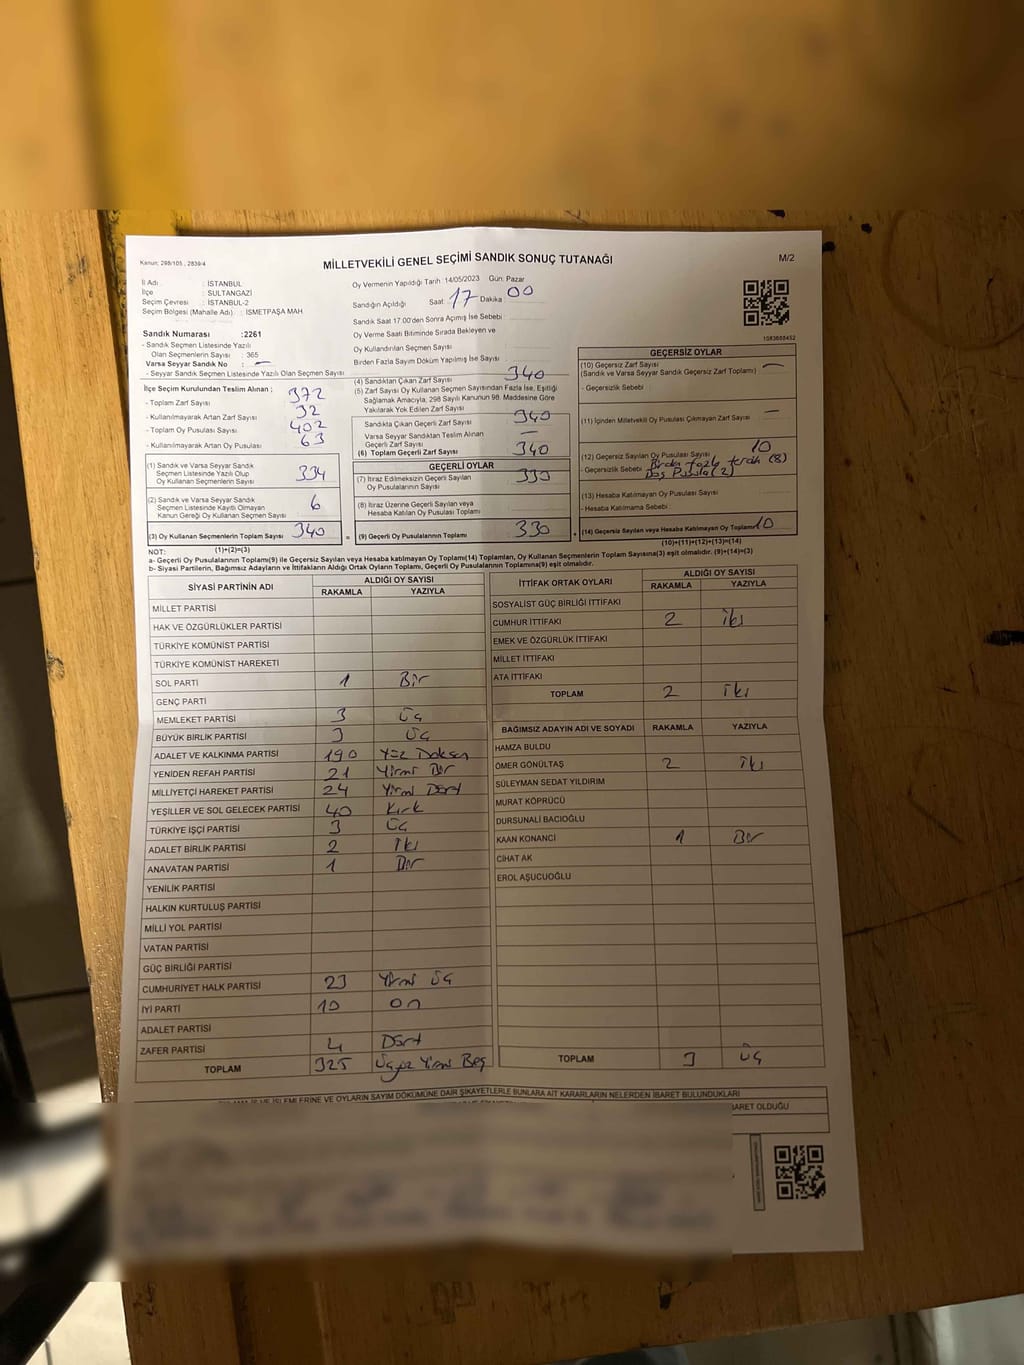 Kanun: 298/105 , 2839/4
MİLLETVEKİLİ GENEL SEÇİMİ SANDIK SONUÇ TUTANAĞI
M/2
İl Adı : İSTANBUL
İlçe : SULTANGAZİ
Seçim Çevresi : İSTANBUL-2
Seçim Bölgesi (Mahalle Adı) : İSMETPAŞA MAH
Oy Vermenin Yapıldığı Tarih :14/05/2023 Gün: Pazar
Sandığın Açıldığı Saat 17 Dakika 00
Sandık Saat 17.00'den Sonra Açılmış İse Sebebi :
Oy Verme Saati Bitiminde Sırada Bekleyen ve
Oy Kullandırılan Seçmen Sayısı :
Birden Fazla Sayım Döküm Yapılmış İse Sayısı :
Sandık Numarası :2261
- Sandık Seçmen Listesinde Yazılı
Olan Seçmenlerin Sayısı : 365
Varsa Seyyar Sandık No : —
- Seyyar Sandık Seçmen Listesinde Yazılı Olan Seçmen Sayısı
İlçe Seçim Kurulundan Teslim Alınan ;
- Toplam Zarf Sayısı : 372
- Kullanılmayarak Artan Zarf Sayısı : 32
- Toplam Oy Pusulası Sayısı : 402
- Kullanılmayarak Artan Oy Pusulası : 63
(1) Sandık ve Varsa Seyyar Sandık
Seçmen Listesinde Yazılı Olup
Oy Kullanan Seçmenlerin Sayısı : 334
(2) Sandık ve Varsa Seyyar Sandık
Seçmen Listesinde Kayıtlı Olmayan
Kanun Gereği Oy Kullanan Seçmen Sayısı : 6
(3) Oy Kullanan Seçmenlerin Toplam Sayısı : 340
(1)+(2)=(3)
(4) Sandıktan Çıkan Zarf Sayısı : 340
(5) Zarf Sayısı Oy Kullanan Seçmen Sayısından Fazla İse, Eşitliği
Sağlamak Amacıyla, 298 Sayılı Kanunun 98. Maddesine Göre
Yakılarak Yok Edilen Zarf Sayısı
Sandıkta Çıkan Geçerli Zarf Sayısı : 340
Varsa Seyyar Sandıktan Teslim Alınan
Geçerli Zarf Sayısı : —
(6) Toplam Geçerli Zarf Sayısı : 340
GEÇERLİ OYLAR
(7) İtiraz Edilmeksizin Geçerli Sayılan
Oy Pusulalarının Sayısı : 330
(8) İtiraz Üzerine Geçerli Sayılan veya
Hesaba Katılan Oy Pusulası Toplamı :
= (9) Geçerli Oy Pusulalarının Toplamı : 330
1083680452
GEÇERSİZ OYLAR
(10) Geçersiz Zarf Sayısı : —
(Sandık ve Varsa Seyyar Sandık Geçersiz Zarf Toplamı)
- Geçersizlik Sebebi :
(11) İçinden Milletvekili Oy Pusulası Çıkmayan Zarf Sayısı : —
(12) Geçersiz Sayılan Oy Pusulası Sayısı : 10
- Geçersizlik Sebebi : Birden fazla tercih (8)
Boş Pusula (2)
(13) Hesaba Katılmayan Oy Pusulası Sayısı :
- Hesaba Katılmama Sebebi :
+ (14) Geçersiz Sayılan veya Hesaba Katılmayan Oy Toplamı: 10
(10)+(11)+(12)+(13)=(14)
NOT:
a- Geçerli Oy Pusulalarının Toplamı(9) ile Geçersiz Sayılan veya Hesaba katılmayan Oy Toplamı(14) Toplamları, Oy Kullanan Seçmenlerin Toplam Sayısına(3) eşit olmalıdır. (9)+(14)=(3)
b- Siyasi Partilerin, Bağımsız Adayların ve İttifakların Aldığı Ortak Oyların Toplamı, Geçerli Oy Pusulalarının Toplamına(9) eşit olmalıdır.
SİYASİ PARTİNİN ADI ALDIĞI OY SAYISI
RAKAMLA YAZIYLA
MİLLET PARTİSİ
HAK VE ÖZGÜRLÜKLER PARTİSİ
TÜRKİYE KOMÜNİST PARTİSİ
TÜRKİYE KOMÜNİST HAREKETİ
SOL PARTİ 1 Bir
GENÇ PARTİ
MEMLEKET PARTİSİ 3 Üç
BÜYÜK BİRLİK PARTİSİ 3 Üç
ADALET VE KALKINMA PARTİSİ 190 Yüz Doksan
YENİDEN REFAH PARTİSİ 21 Yirmi Bir
MİLLİYETÇİ HAREKET PARTİSİ 24 Yirmi Dört
YEŞİLLER VE SOL GELECEK PARTİSİ 40 Kırk
TÜRKİYE İŞÇİ PARTİSİ 3 Üç
ADALET BİRLİK PARTİSİ 2 İki
ANAVATAN PARTİSİ 1 Bir
YENİLİK PARTİSİ
HALKIN KURTULUŞ PARTİSİ
MİLLİ YOL PARTİSİ
VATAN PARTİSİ
GÜÇ BİRLİĞİ PARTİSİ
CUMHURİYET HALK PARTİSİ 23 Yirmi Üç
İYİ PARTİ 10 On
ADALET PARTİSİ
ZAFER PARTİSİ 4 Dört
TOPLAM 325 Üçyüz Yirmi Beş
İTTİFAK ORTAK OYLARI ALDIĞI OY SAYISI
RAKAMLA YAZIYLA
SOSYALİST GÜÇ BİRLİĞİ İTTİFAKI
CUMHUR İTTİFAKI 2 iki
EMEK VE ÖZGÜRLÜK İTTİFAKI
MİLLET İTTİFAKI
ATA İTTİFAKI
TOPLAM 2 iki
BAĞIMSIZ ADAYIN ADI VE SOYADI RAKAMLA YAZIYLA
HAMZA BULDU
ÖMER GÖNÜLTAŞ 2 iki
SÜLEYMAN SEDAT YILDIRIM
MURAT KÖPRÜCÜ
DURSUNALİ BACIOĞLU
KAAN KONANCİ 1 Bir
CİHAT AK
EROL AŞUCUOĞLU
TOPLAM 3 Üç
İŞLEMLERİNE VE OYLARIN SAYIM DÖKÜMÜNE DAİR ŞİKAYETLERLE BUNLARA AİT KARARLARIN NELERDEN İBARET BULUNDUKLARI
İBARET OLDUĞU